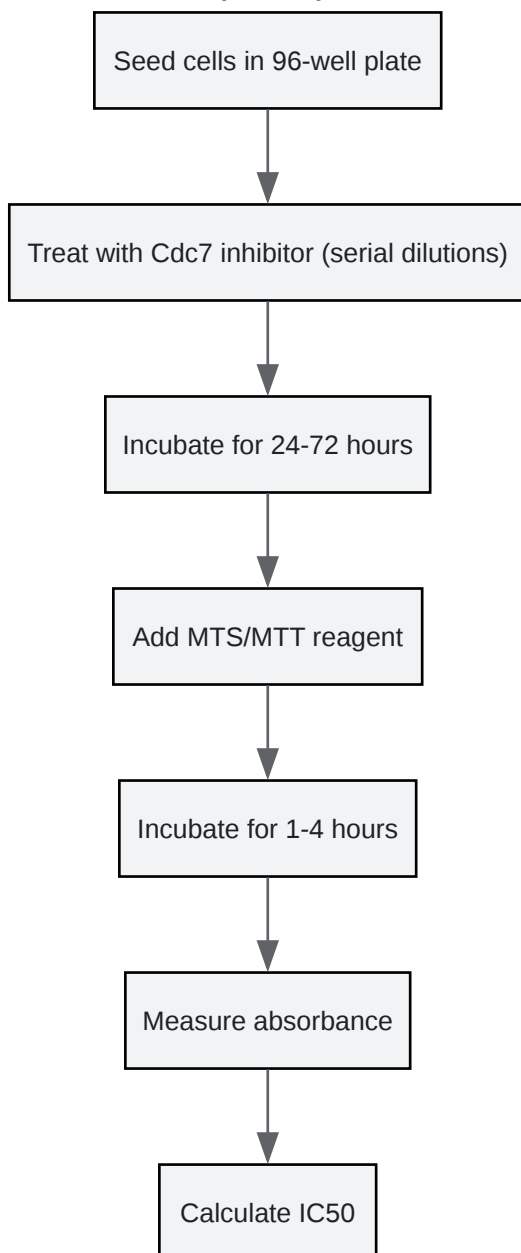 Seed cells in 96-well plate
Treat with Cdc7 inhibitor (serial dilutions)
Incubate for 24-72 hours
Add MTS/MTT reagent
Incubate for 1-4 hours
Measure absorbance
Calculate IC50